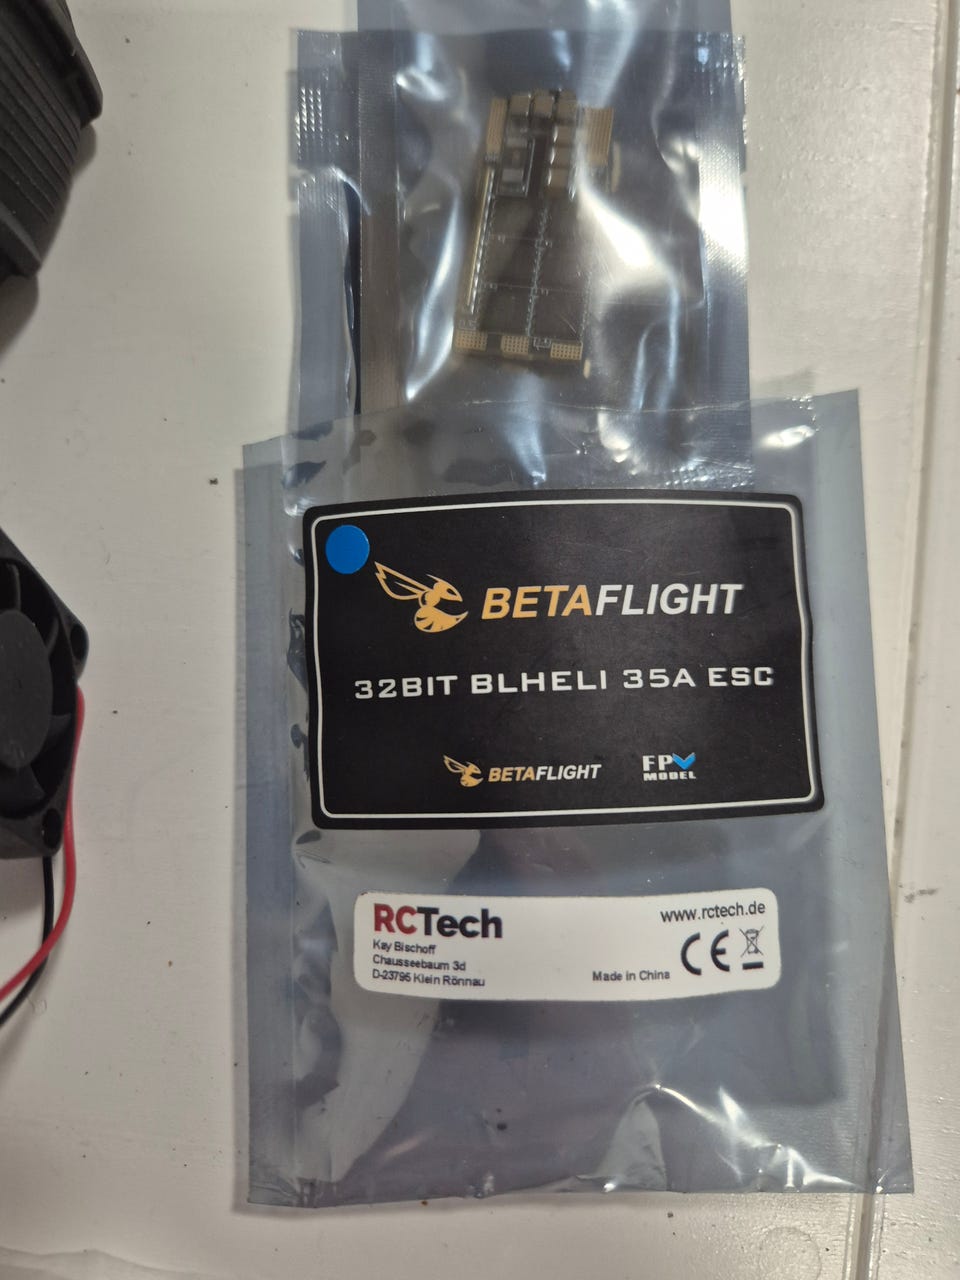 BETAFLIGHT
32BIT BLHELI 35A ESC
BETAFLIGHT
FPV
MODEL
RCTech
www.rctech.de
Kay Bischoff
Chausseebaum 3d
D-23795 Klein Rönnau
Made in China
CE